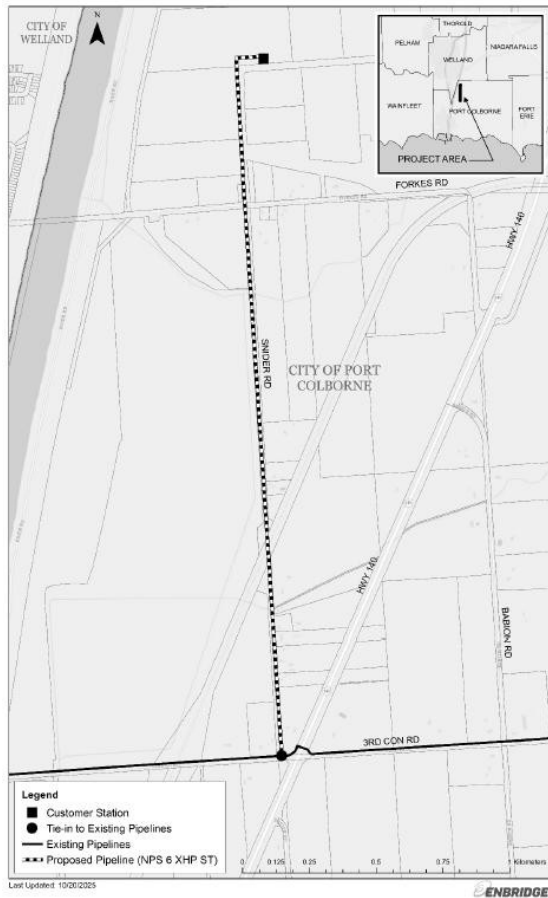 CITY OF
WELLAND
N
THOROLD
PELHAM
NIAGARA FALLS
WELLAND
WAINFLEET
PORT COLBORNE
FORT
ERIE
PROJECT AREA
FORKES RD
HWY 140
SNIDER RD
CITY OF PORT
COLBORNE
HWY 140
BABION RD
3RD CON RD
Legend
Customer Station
Tie-in to Existing Pipelines
Existing Pipelines
Proposed Pipeline (NPS 6 XHP ST)
0 0.125 0.25 0.5 0.75 1 Kilometers
Last Updated: 10/20/2025
ENBRIDGE